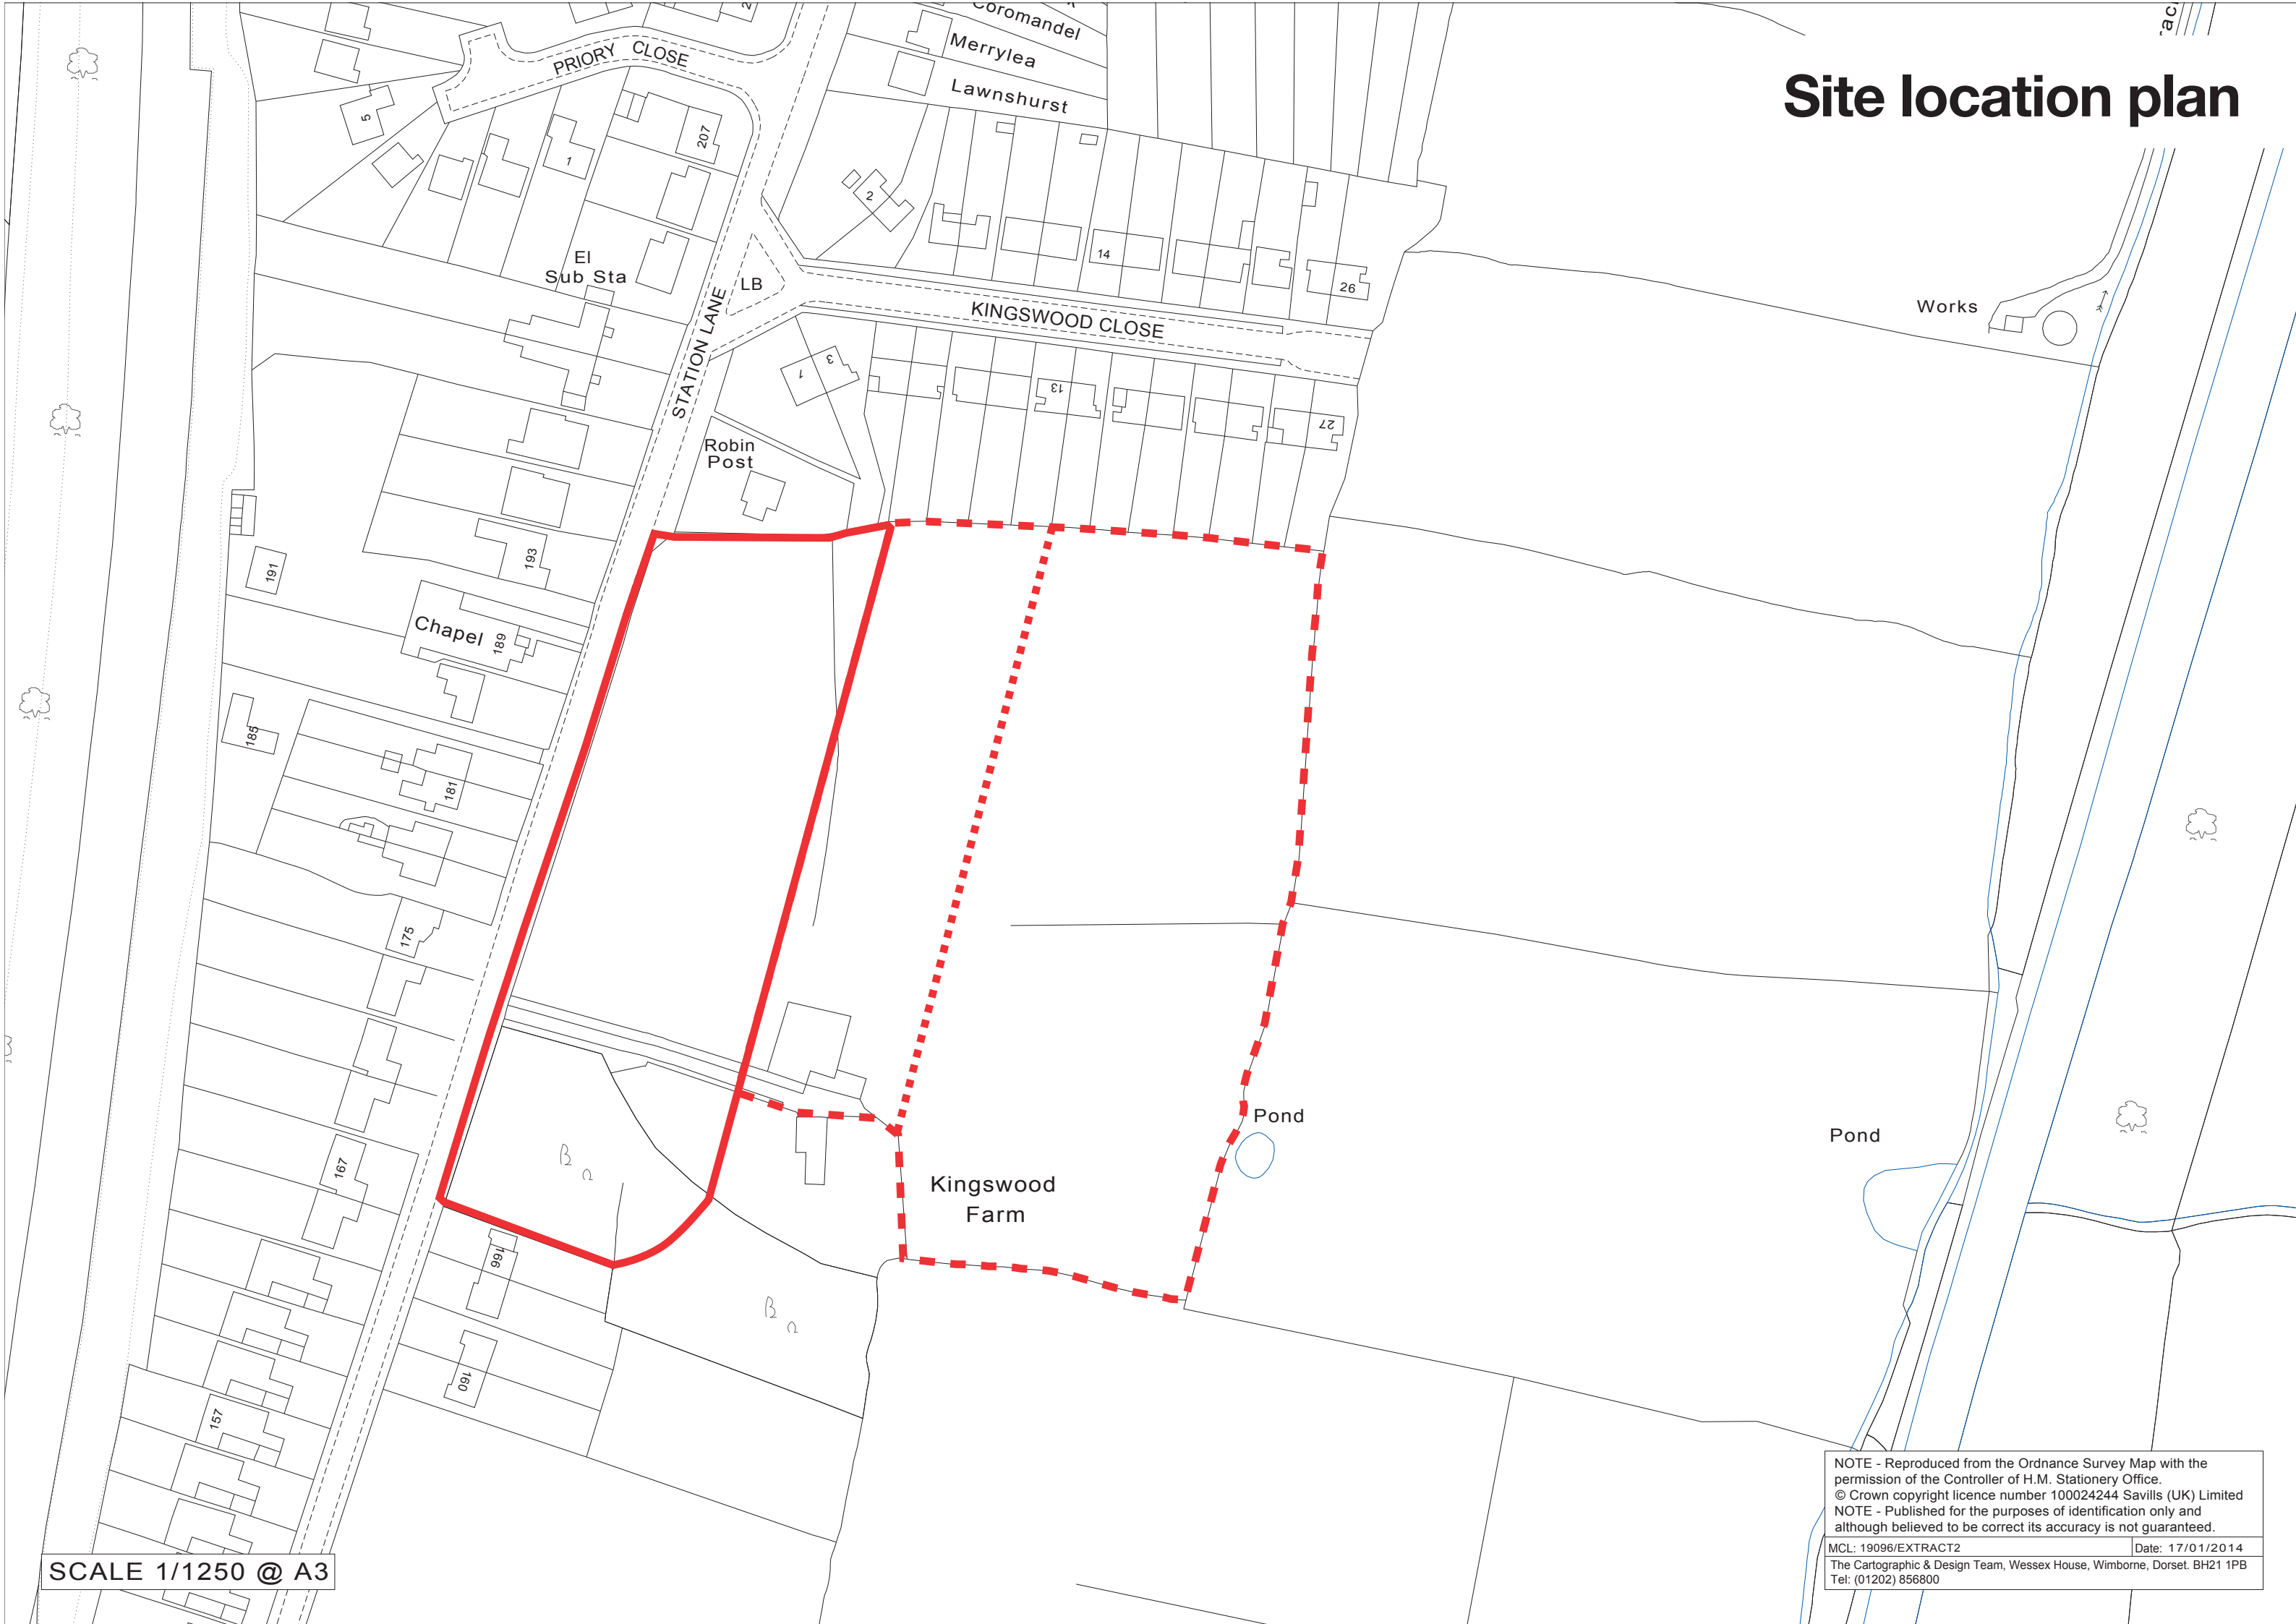 Site location plan
Coromandel
Merrylea
Lawnshurst
PRIORY CLOSE
5
1
207
2
El
Sub Sta
LB
14
26
KINGSWOOD CLOSE
STATION LANE
Works
1
3
13
27
Robin
Post
193
191
Chapel
189
185
181
175
167
Pond
Pond
Kingswood
Farm
166
160
157
SCALE 1/1250 @ A3
NOTE - Reproduced from the Ordnance Survey Map with the
permission of the Controller of H.M. Stationery Office.
© Crown copyright licence number 100024244 Savills (UK) Limited
NOTE - Published for the purposes of identification only and
although believed to be correct its accuracy is not guaranteed.
MCL: 19096/EXTRACT2
Date: 17/01/2014
The Cartographic & Design Team, Wessex House, Wimborne, Dorset. BH21 1PB
Tel: (01202) 856800